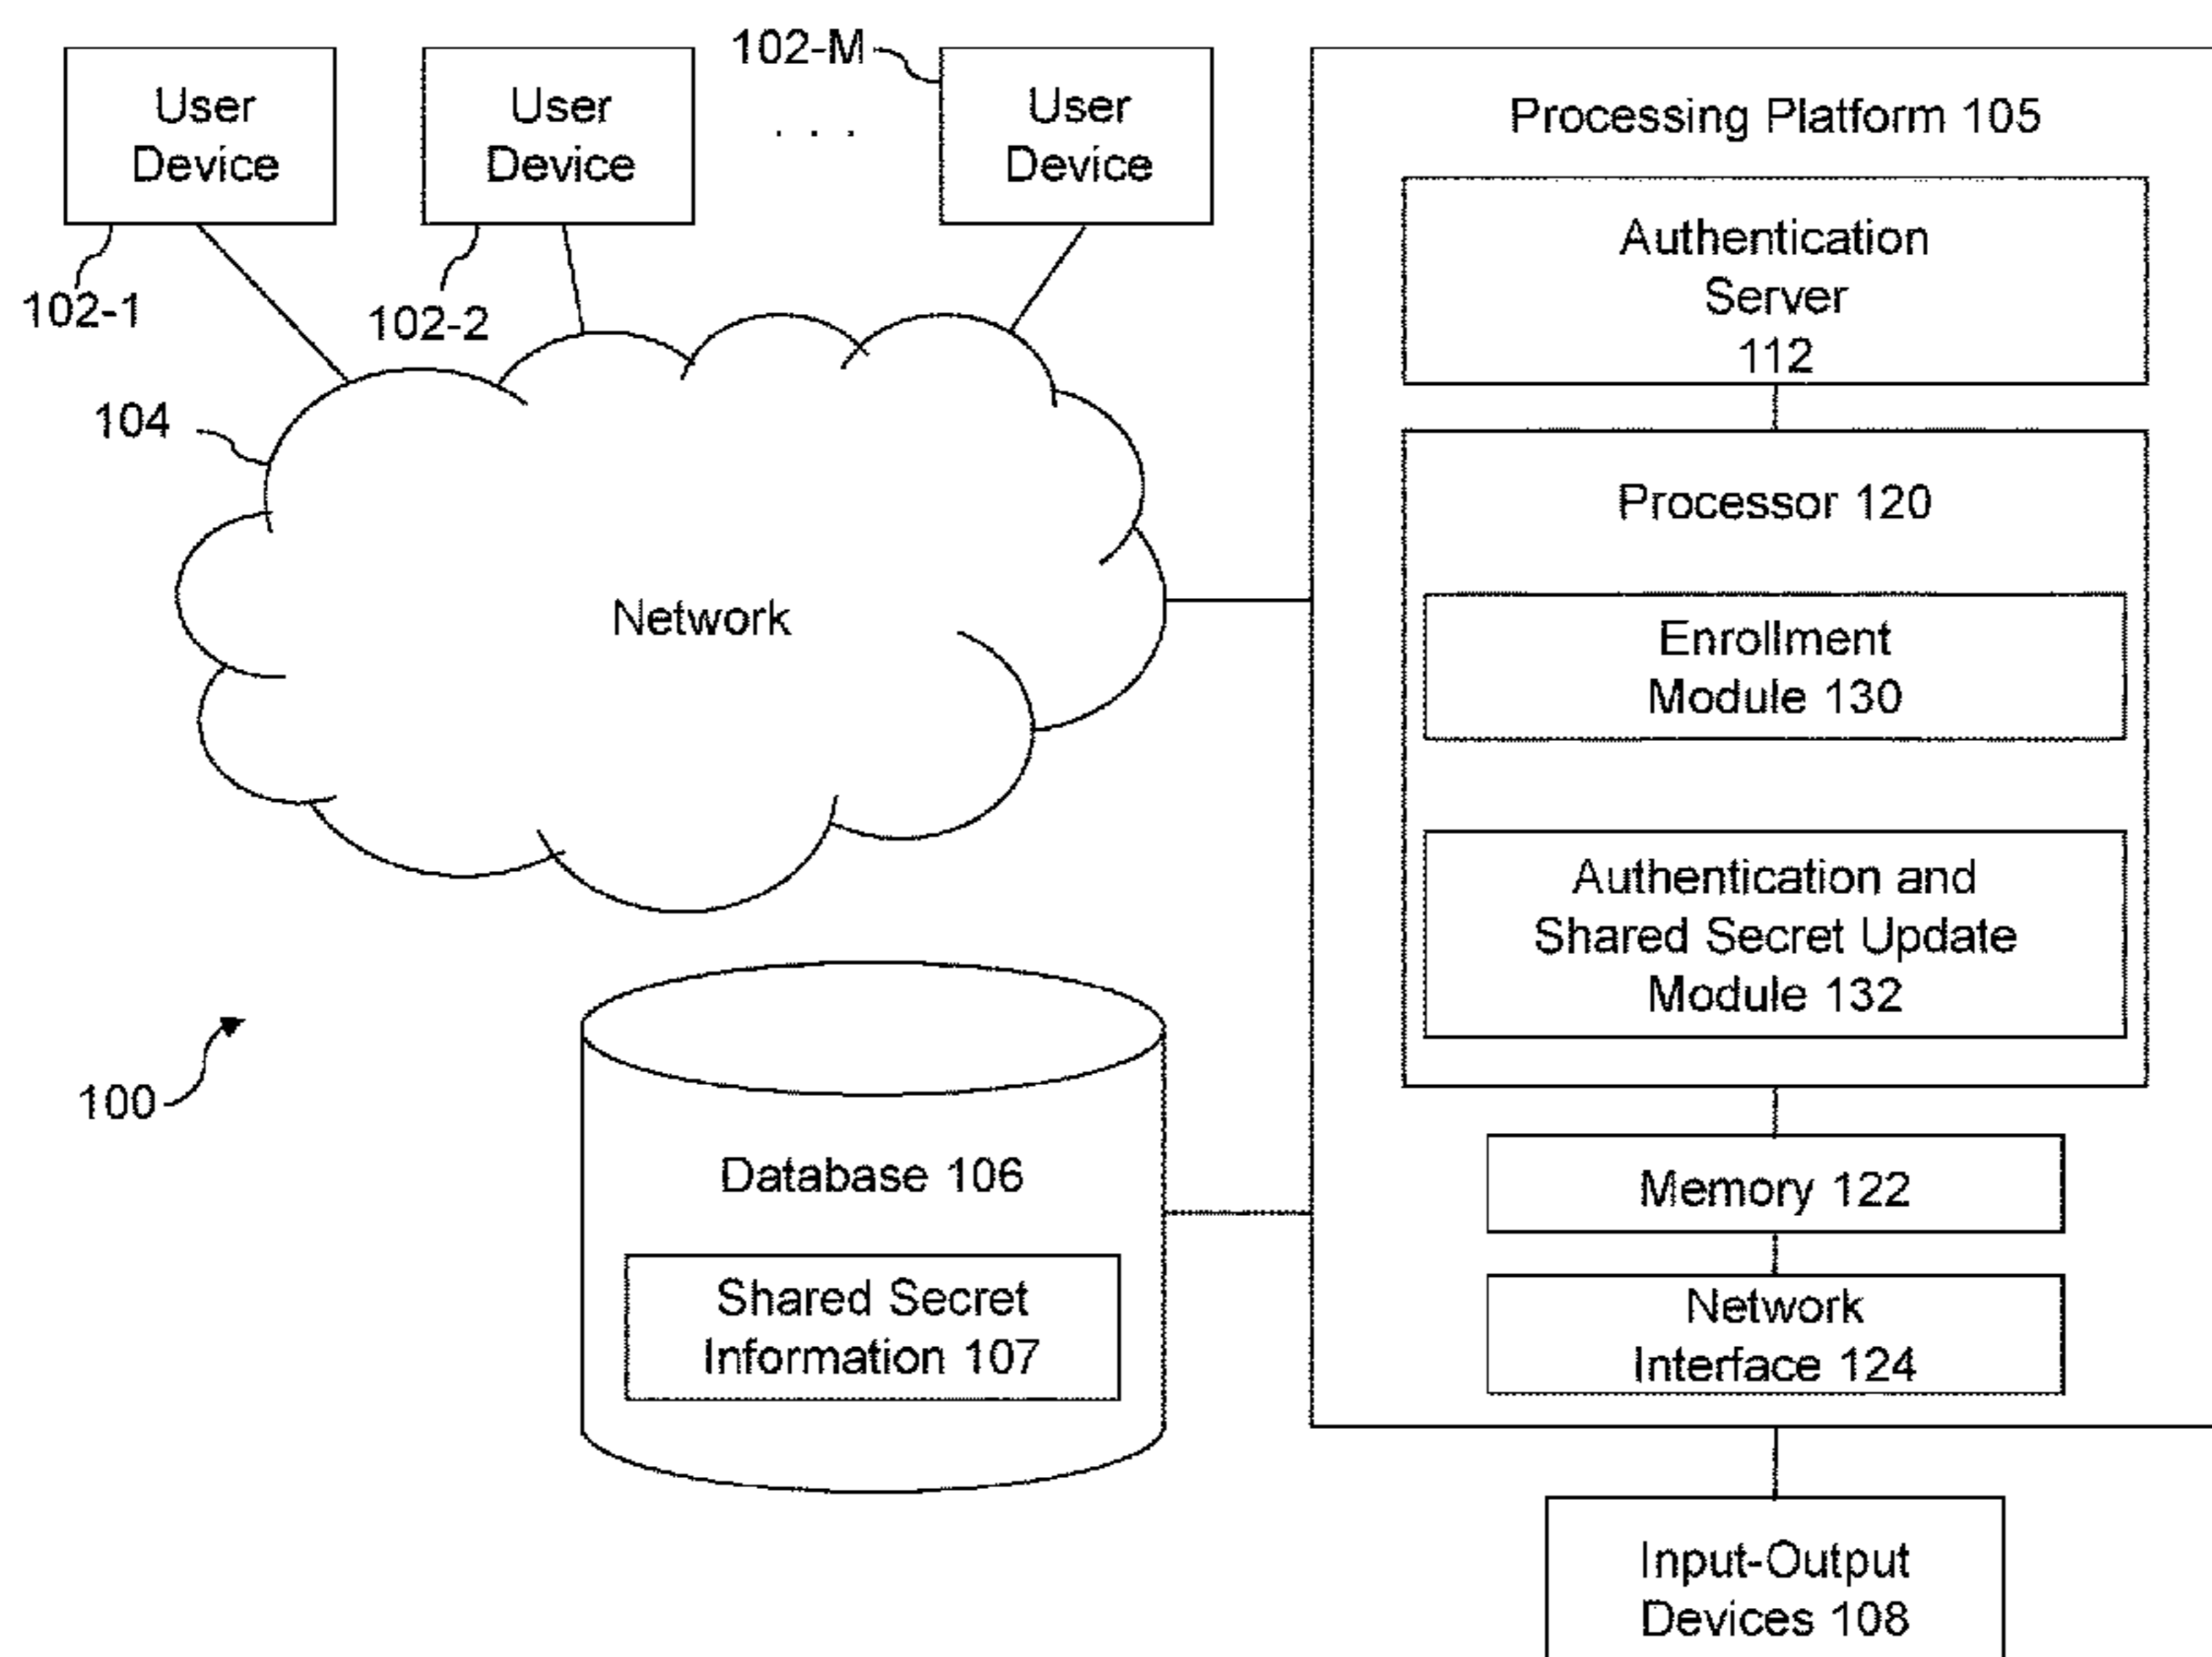 User
Device
User
Device
. . .
102-M
User
Device
102-1
102-2
104
Network
100
Database 106
Shared Secret
Information 107
Processing Platform 105
Authentication
Server
112
Processor 120
Enrollment
Module 130
Authentication and
Shared Secret Update
Module 132
Memory 122
Network
Interface 124
Input-Output
Devices 108